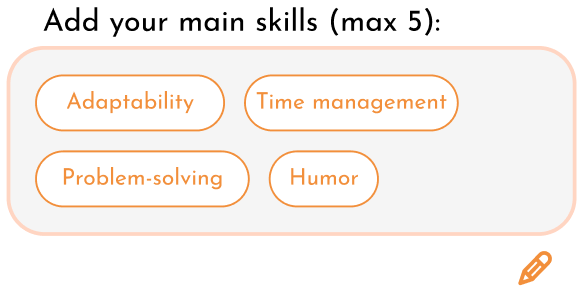 Add your main skills (max 5):
Adaptability
Time management
Problem-solving
Humor